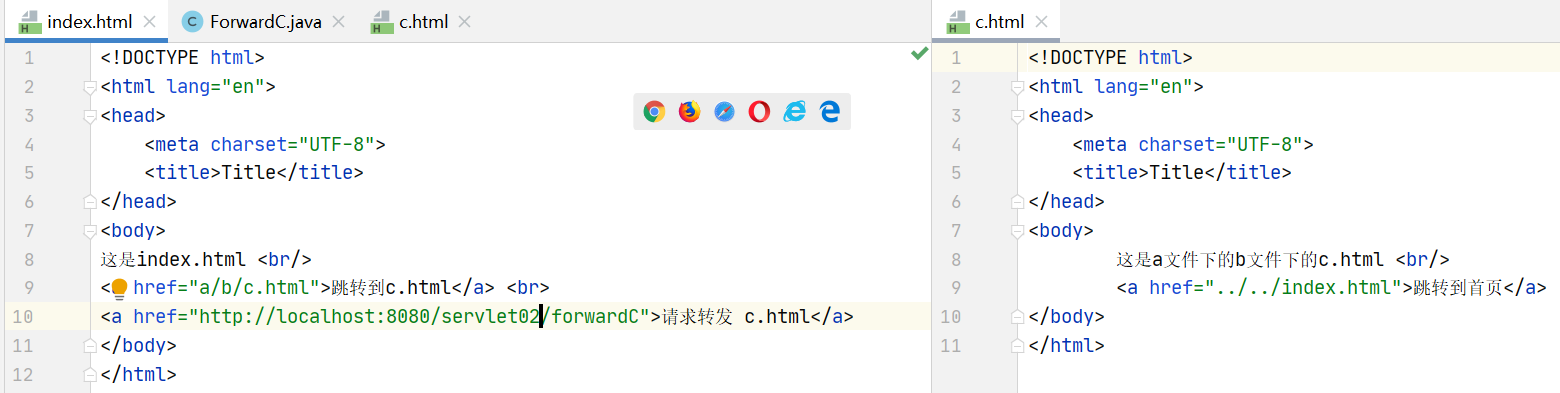 index.html
ForwardC.java
c.html
1 <!DOCTYPE html>
2 <html lang="en">
3 <head>
4 <meta charset="UTF-8">
5 <title>Title</title>
6 </head>
7 <body>
8 这是index.html <br/>
9 < href="a/b/c.html">跳转到c.html</a> <br>
10 <a href="http://localhost:8080/servlet02/forwardC">请求转发 c.html</a>
11 </body>
12 </html>
c.html
1 <!DOCTYPE html>
2 <html lang="en">
3 <head>
4 <meta charset="UTF-8">
5 <title>Title</title>
6 </head>
7 <body>
8 这是a文件下的b文件下的c.html <br/>
9 <a href="../../index.html">跳转到首页</a>
10 </body>
11 </html>